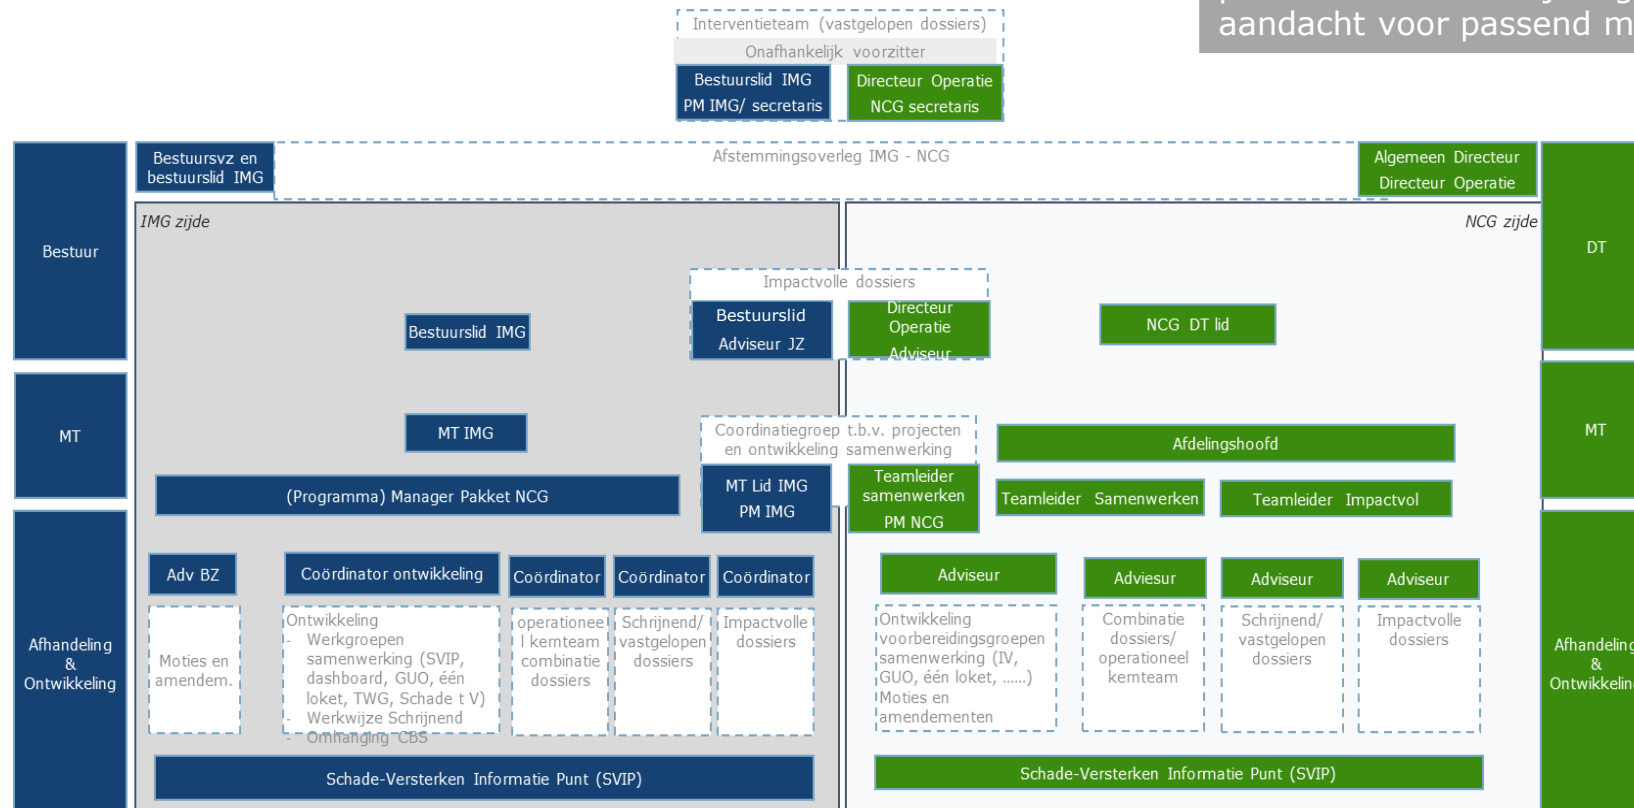 aandacht voor passend m
Interventieteam (vastgelopen dossiers)
Onafhankelijk voorzitter
Bestuurslid IMG
PM IMG/ secretaris
Directeur Operatie
NCG secretaris
Bestuursvz en
bestuurslid IMG
Afstemmingsoverleg IMG - NCG
Algemeen Directeur
Directeur Operatie
Bestuur
IMG zijde
NCG zijde
DT
Impactvolle dossiers
Bestuurslid IMG
Bestuurslid
Adviseur JZ
Directeur
Operatie
Adviseur
NCG DT lid
MT
MT IMG
Coordinatiegroep t.b.v. projecten
en ontwikkeling samenwerking
Afdelingshoofd
MT
(Programma) Manager Pakket NCG
MT Lid IMG
PM IMG
Teamleider
samenwerken
PM NCG
Teamleider Samenwerken
Teamleider Impactvol
Afhandeling
&
Ontwikkeling
Adv BZ
Coördinator ontwikkeling
Coördinator
Coördinator
Coördinator
Adviseur
Adviesur
Adviseur
Adviseur
Moties en
amendem.
Ontwikkeling
- Werkgroepen
samenwerking (SVIP,
dashboard, GUO, één
loket, TWG, Schade t V)
- Werkwijze Schrijnend
- Omhanging CBS
operationee
l kernteam
combinatie
dossiers
Schrijnend/
vastgelopen
dossiers
Impactvolle
dossiers
Ontwikkeling
voorbereidingsgroepen
samenwerking (IV,
GUO, één loket, ......)
Moties en
amendementen
Combinatie
dossiers/
operationeel
kernteam
Schrijnend/
vastgelopen
dossiers
Impactvolle
dossiers
Afhandeling
&
Ontwikkeling
Schade-Versterken Informatie Punt (SVIP)
Schade-Versterken Informatie Punt (SVIP)